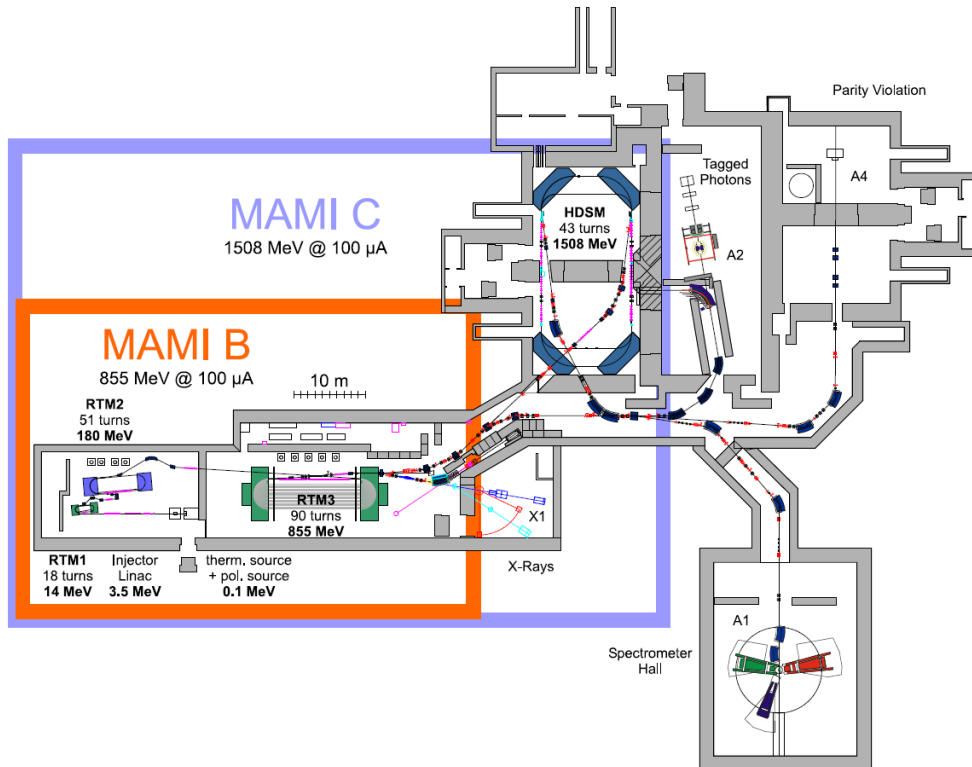 Parity Violation
Tagged
Photons
A4
MAMI C
1508 MeV @ 100 µA
HDSM
43 turns
1508 MeV
A2
MAMI B
855 MeV @ 100 µA
10 m
RTM2
51 turns
180 MeV
RTM3
90 turns
855 MeV
X1
X-Rays
RTM1
18 turns
14 MeV
Injector
Linac
3.5 MeV
therm. source
+ pol. source
0.1 MeV
A1
Spectrometer
Hall